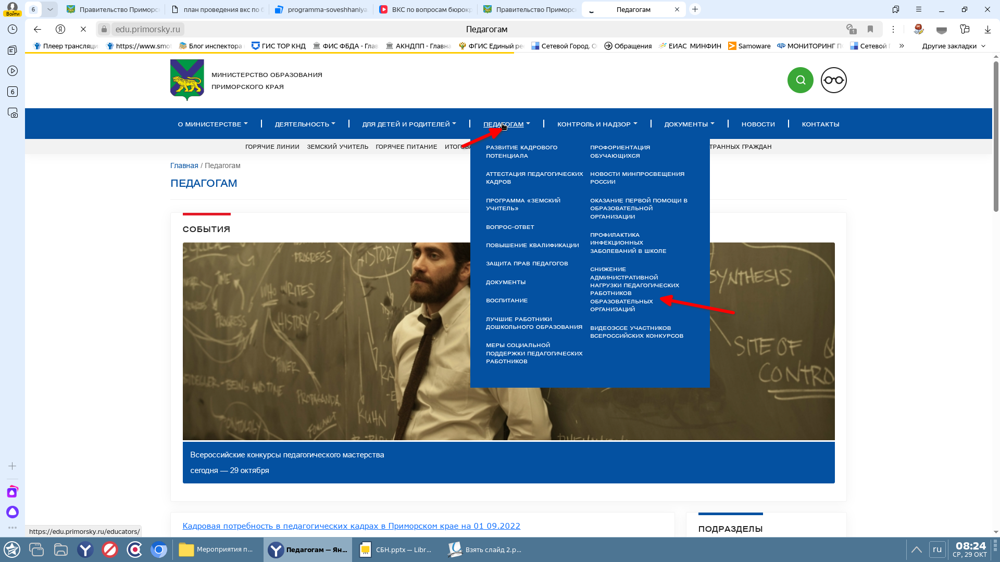 Войти
6
Правительство Приморс
план проведения вкс по б
programma-soveshhaniya
ВКС по вопросам бюрокр
Правительство Приморс
Педагогам
edu.primorsky.ru
Педагогам
1
Плеер трансляци
https://www.smot
Блог инспектора
ГИС ТОР КНД
ФИС ФБДА - Глав
АКНДПП - Главна
ФГИС Единый ре
Сетевой Город. О
Обращения
ЕИАС МИНФИН
Samoware
МОНИТОРИНГ П
Сетевой Г
»
Другие закладки
6
МИНИСТЕРСТВО ОБРАЗОВАНИЯ
ПРИМОРСКОГО КРАЯ
О МИНИСТЕРСТВЕ
ДЕЯТЕЛЬНОСТЬ
ДЛЯ ДЕТЕЙ И РОДИТЕЛЕЙ
ПЕДАГОГАМ
КОНТРОЛЬ И НАДЗОР
ДОКУМЕНТЫ
НОВОСТИ
КОНТАКТЫ
ГОРЯЧИЕ ЛИНИИ
ЗЕМСКИЙ УЧИТЕЛЬ
ГОРЯЧЕЕ ПИТАНИЕ
ИТОГОВА
ТРАННЫХ ГРАЖДАН
РАЗВИТИЕ КАДРОВОГО
ПОТЕНЦИАЛА
АТТЕСТАЦИЯ ПЕДАГОГИЧЕСКИХ
КАДРОВ
ПРОГРАММА «ЗЕМСКИЙ
УЧИТЕЛЬ»
ВОПРОС-ОТВЕТ
ПОВЫШЕНИЕ КВАЛИФИКАЦИИ
ЗАЩИТА ПРАВ ПЕДАГОГОВ
ДОКУМЕНТЫ
ВОСПИТАНИЕ
ЛУЧШИЕ РАБОТНИКИ
ДОШКОЛЬНОГО ОБРАЗОВАНИЯ
МЕРЫ СОЦИАЛЬНОЙ
ПОДДЕРЖКИ ПЕДАГОГИЧЕСКИХ
РАБОТНИКОВ
ПРОФОРИЕНТАЦИЯ
ОБУЧАЮЩИХСЯ
НОВОСТИ МИНПРОСВЕЩЕНИЯ
РОССИИ
ОКАЗАНИЕ ПЕРВОЙ ПОМОЩИ В
ОБРАЗОВАТЕЛЬНОЙ
ОРГАНИЗАЦИИ
ПРОФИЛАКТИКА
ИНФЕКЦИОННЫХ
ЗАБОЛЕВАНИЙ В ШКОЛЕ
СНИЖЕНИЕ
АДМИНИСТРАТИВНОЙ
НАГРУЗКИ ПЕДАГОГИЧЕСКИХ
РАБОТНИКОВ
ОБРАЗОВАТЕЛЬНЫХ
ОРГАНИЗАЦИЙ
ВИДЕОЭССЕ УЧАСТНИКОВ
ВСЕРОССИЙСКИХ КОНКУРСОВ
Главная / Педагогам
ПЕДАГОГАМ
СОБЫТИЯ
PROGRESS
HISTORY
WHO WRITES
HISTORY?
PROGRESS
PROPAGANDA
KUHN
SYNTHESIS
SITE OF
CONTRO
Всероссийские конкурсы педагогического мастерства
сегодня — 29 октября
Кадровая потребность в педагогических кадрах в Приморском крае на 01 09.2022
ПОДРАЗДЕЛЫ
https://edu.primorsky.ru/educators/
Мероприятия п...
Педагогам — Ян...
СБН.pptx — Libr...
Взять слайд 2.p...
ru
08:24
СР, 29 ОКТ